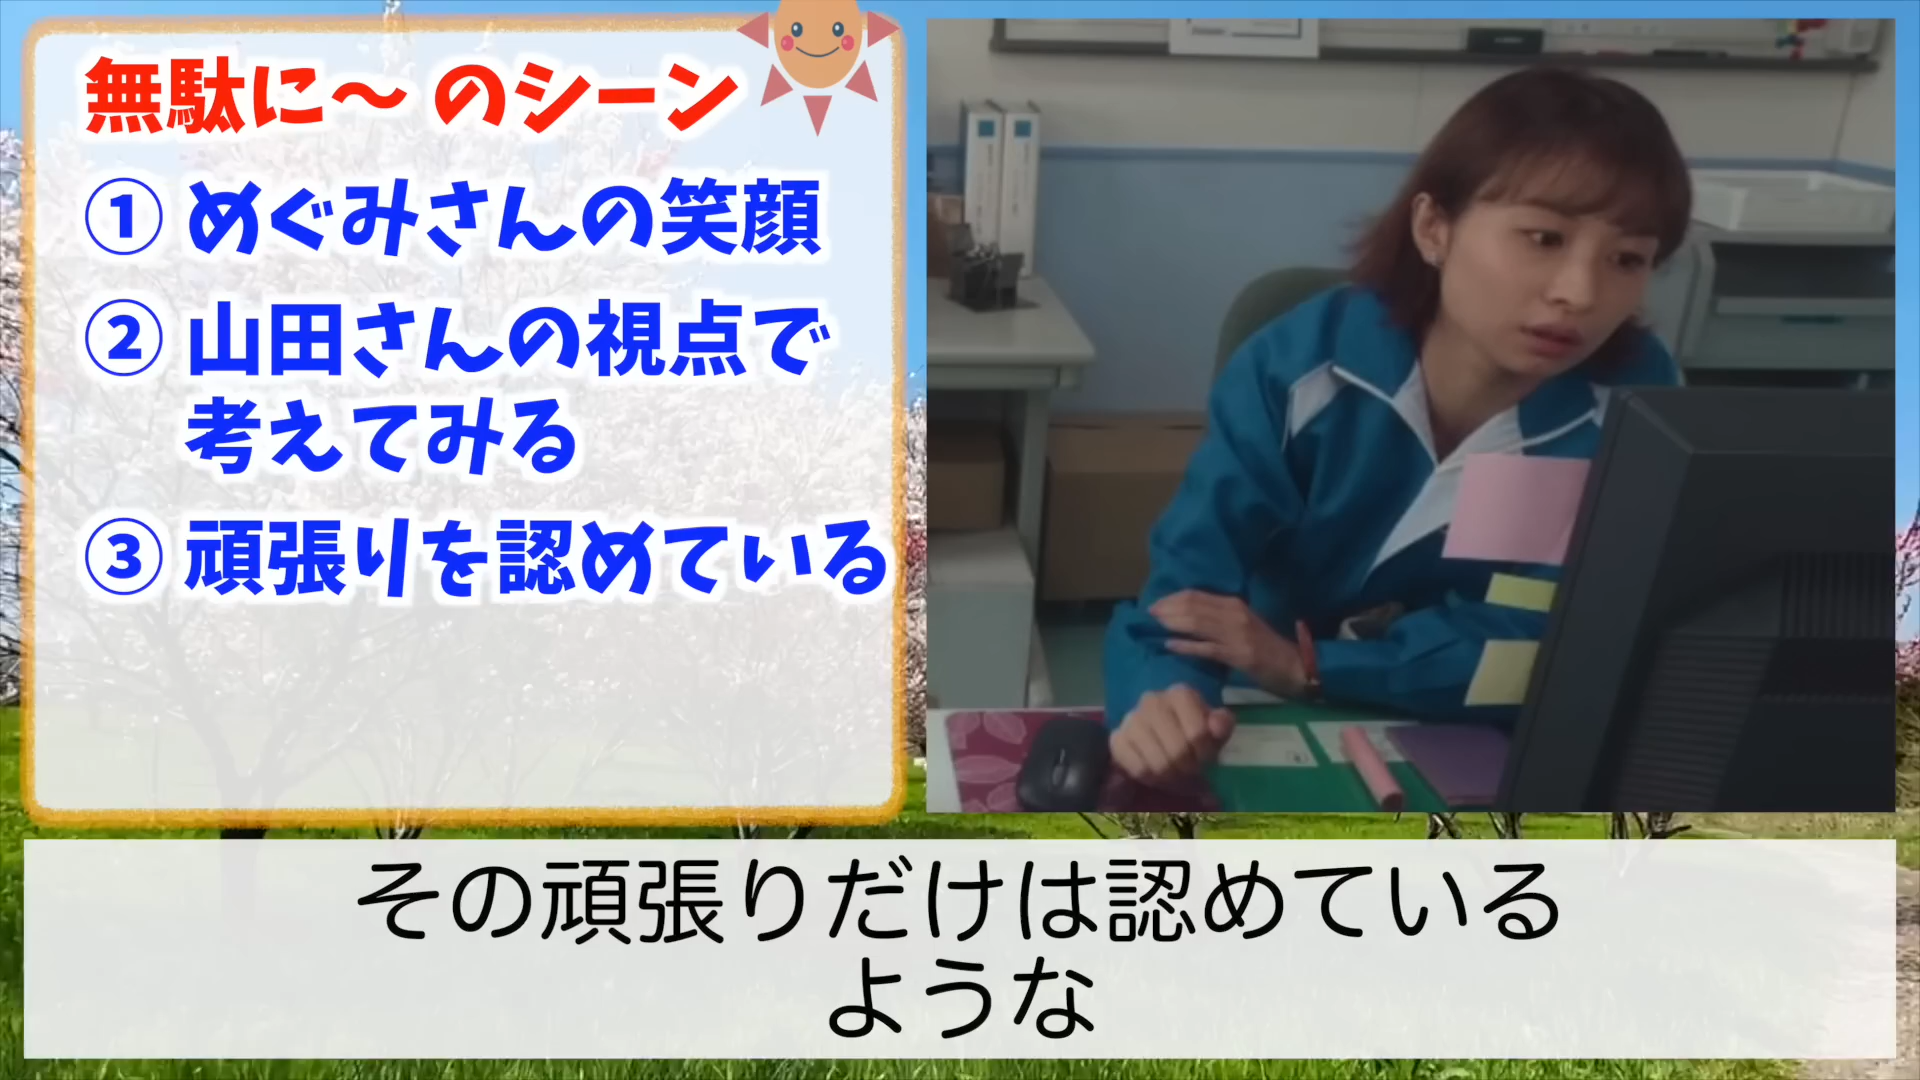 無駄に〜 のシーン
① めぐみさんの笑顔
② 山田さんの視点で
考えてみる
③ 頑張りを認めている
その頑張りだけは認めている
ような